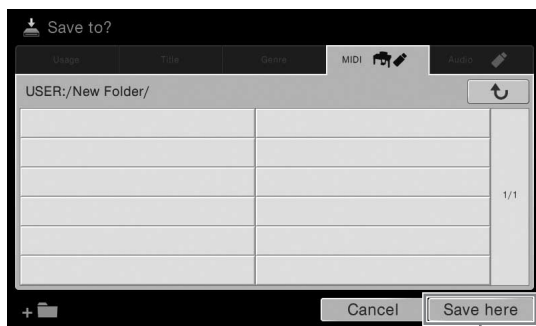 Save to?
Usage Title Genre MIDI Audio
USER:/New Folder/
1/1
+
Cancel Save here